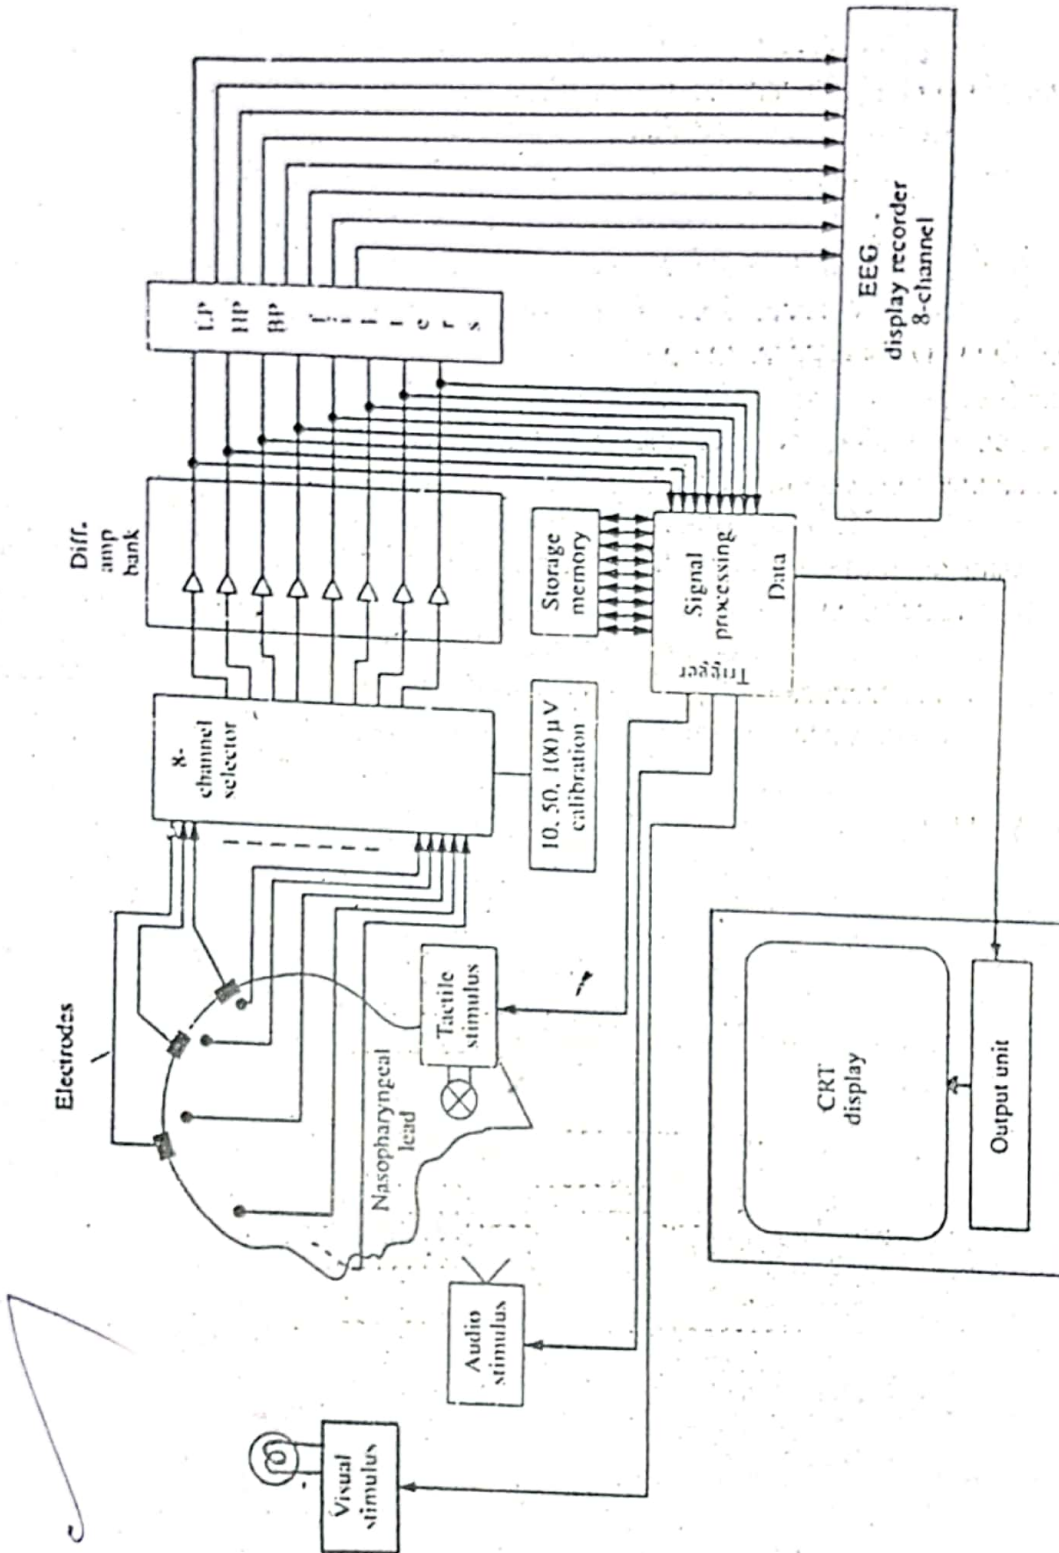 Electrodes
8-
channel
selector
Diff.
amp
bank
LP
HP
BP
f
i
l
t
e
r
s
Nasopharyngeal
lead
Tactile
stimulus
10, 50, 100 μV
calibration
Storage
memory
Trigger
Signal
processing
Data
EEG
display recorder
8-channel
Visual
stimulus
Audio
stimulus
CRT
display
Output unit